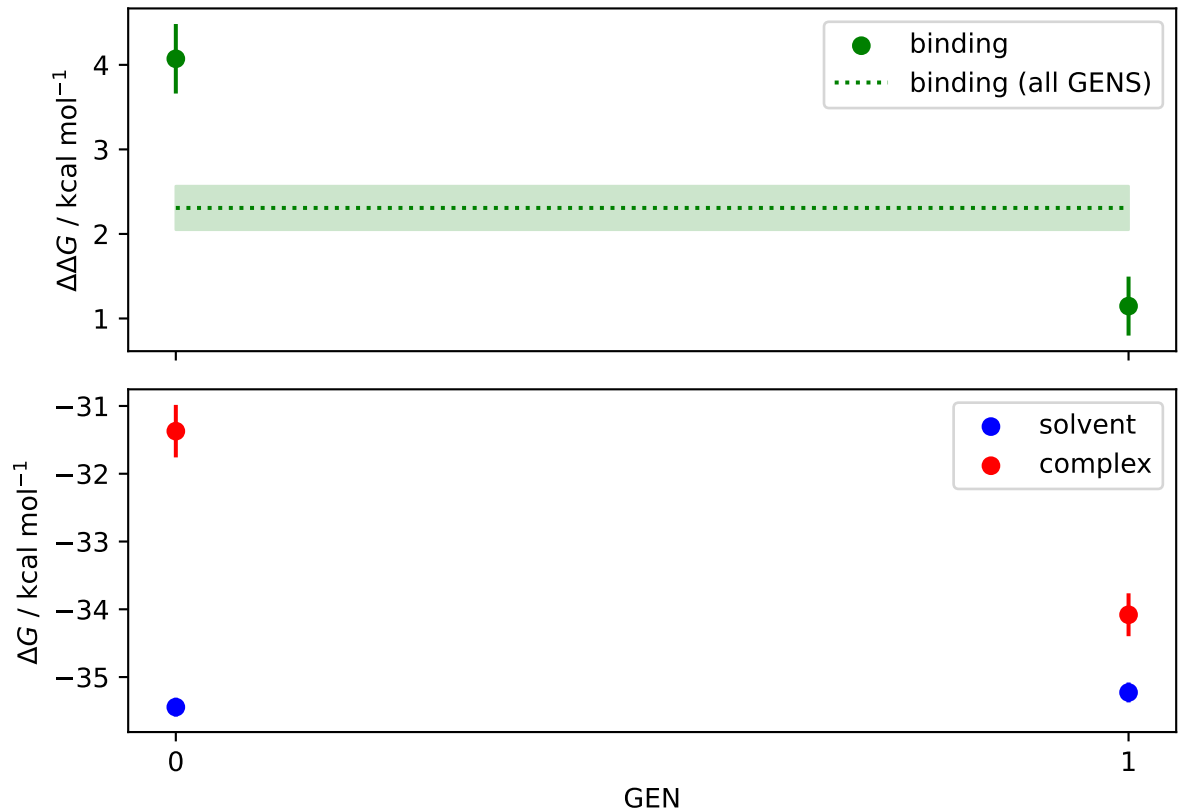 4
3
2
1
ΔΔG / kcal mol⁻¹
binding
binding (all GENS)
−31
−32
−33
−34
−35
ΔG / kcal mol⁻¹
solvent
complex
0
1
GEN